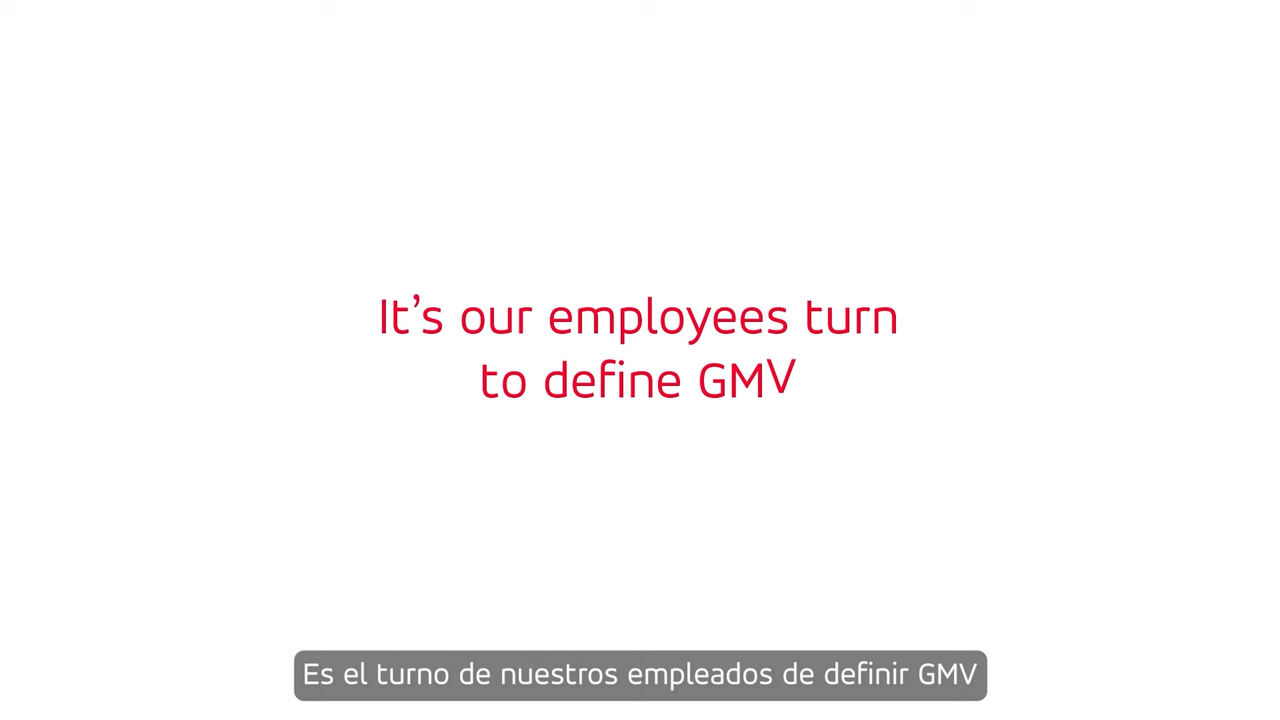 It’s our employees turn
to define GMV
Es el turno de nuestros empleados de definir GMV